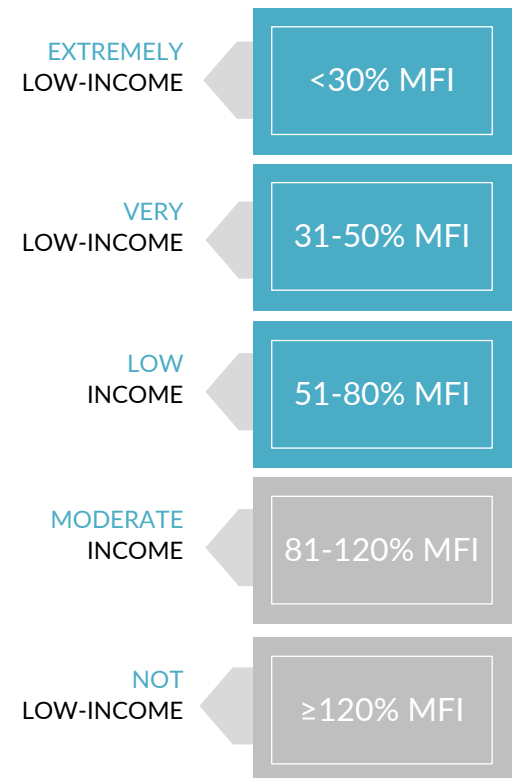 EXTREMELY
LOW-INCOME
<30% MFI
VERY
LOW-INCOME
31-50% MFI
LOW
INCOME
51-80% MFI
MODERATE
INCOME
81-120% MFI
NOT
LOW-INCOME
≥120% MFI